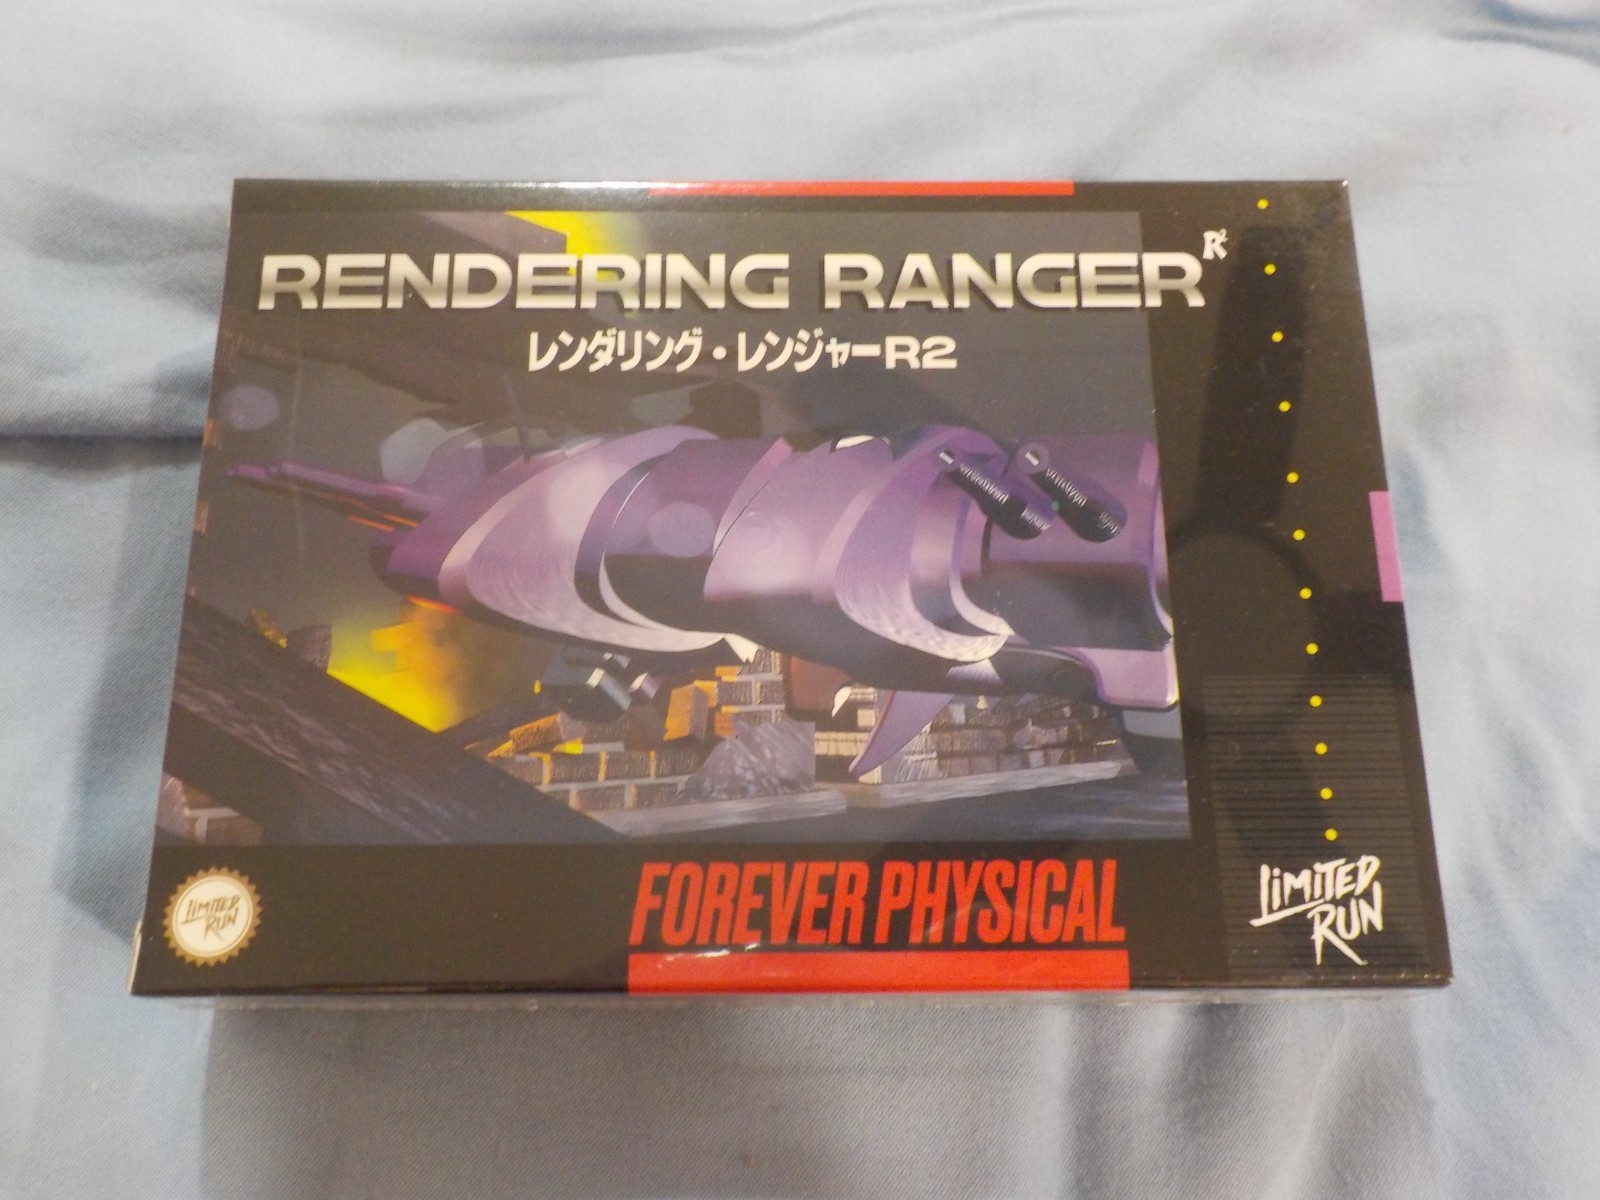 RENDERING RANGER R²
レンダリング・レンジャーR2
LIMITED
RUN
FOREVER PHYSICAL
LIMITED
RUN